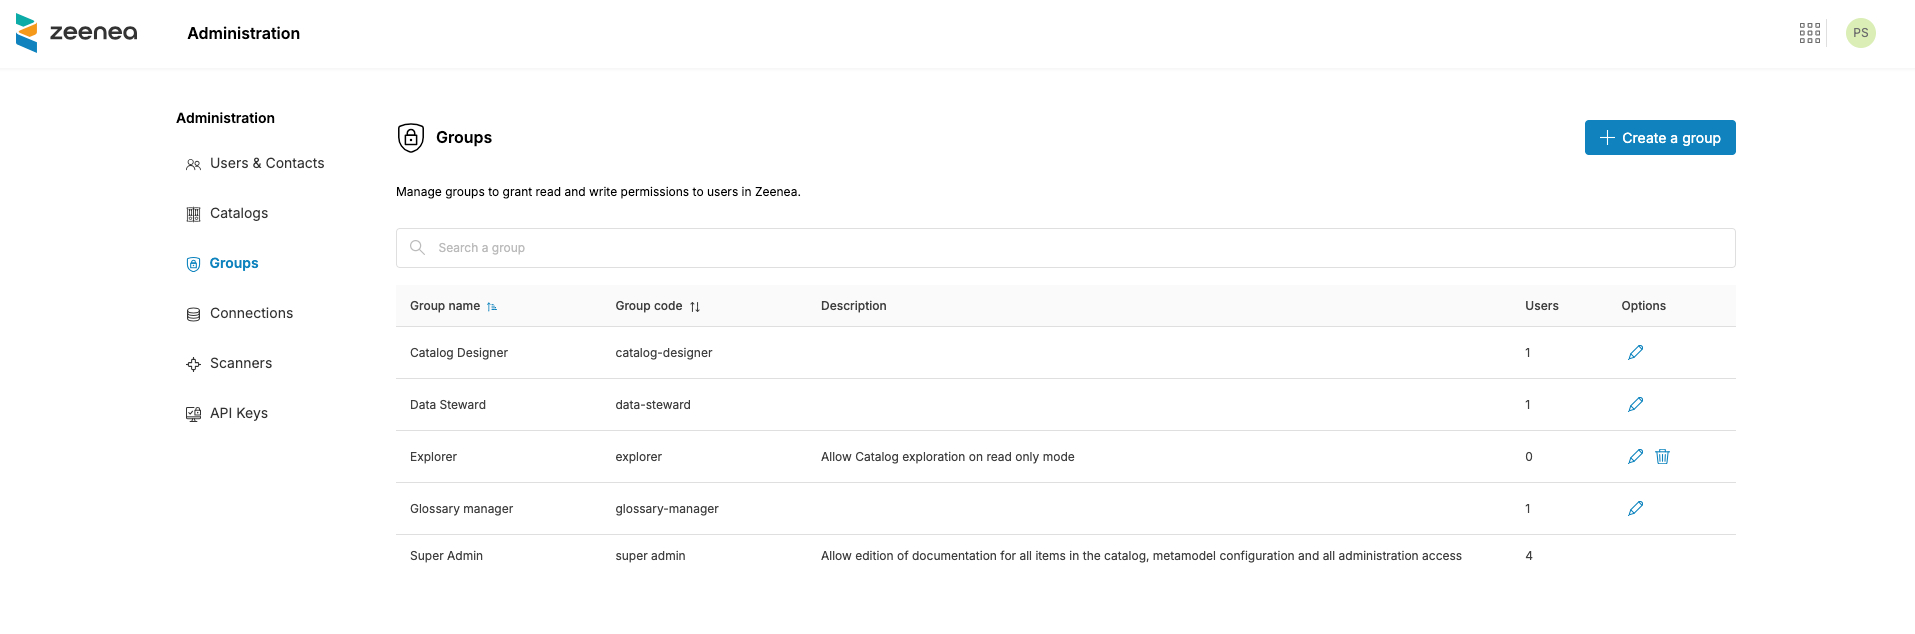 zeenea
Administration
PS
Administration
Users & Contacts
Catalogs
Groups
Connections
Scanners
API Keys
Groups
Create a group
Manage groups to grant read and write permissions to users in Zeenea.
Search a group
Group name Group code Description Users Options
Catalog Designer catalog-designer 1
Data Steward data-steward 1
Explorer explorer Allow Catalog exploration on read only mode 0
Glossary manager glossary-manager 1
Super Admin super admin Allow edition of documentation for all items in the catalog, metamodel configuration and all administration access 4